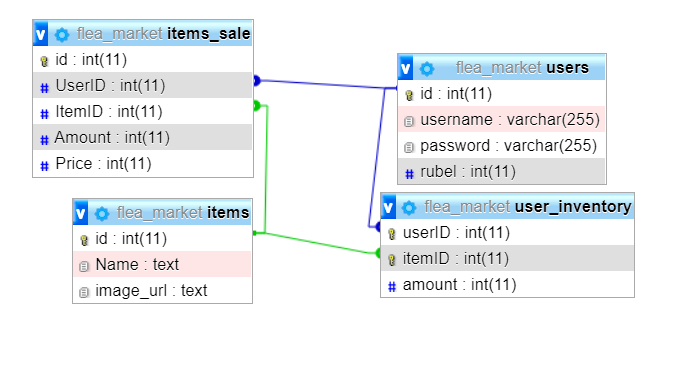 v flea_market items_sale
id : int(11)
# UserID : int(11)
# ItemID : int(11)
# Amount : int(11)
# Price : int(11)
v flea_market users
id : int(11)
username : varchar(255)
password : varchar(255)
# rubel : int(11)
v flea_market items
id : int(11)
Name : text
image_url : text
v flea_market user_inventory
userID : int(11)
itemID : int(11)
# amount : int(11)